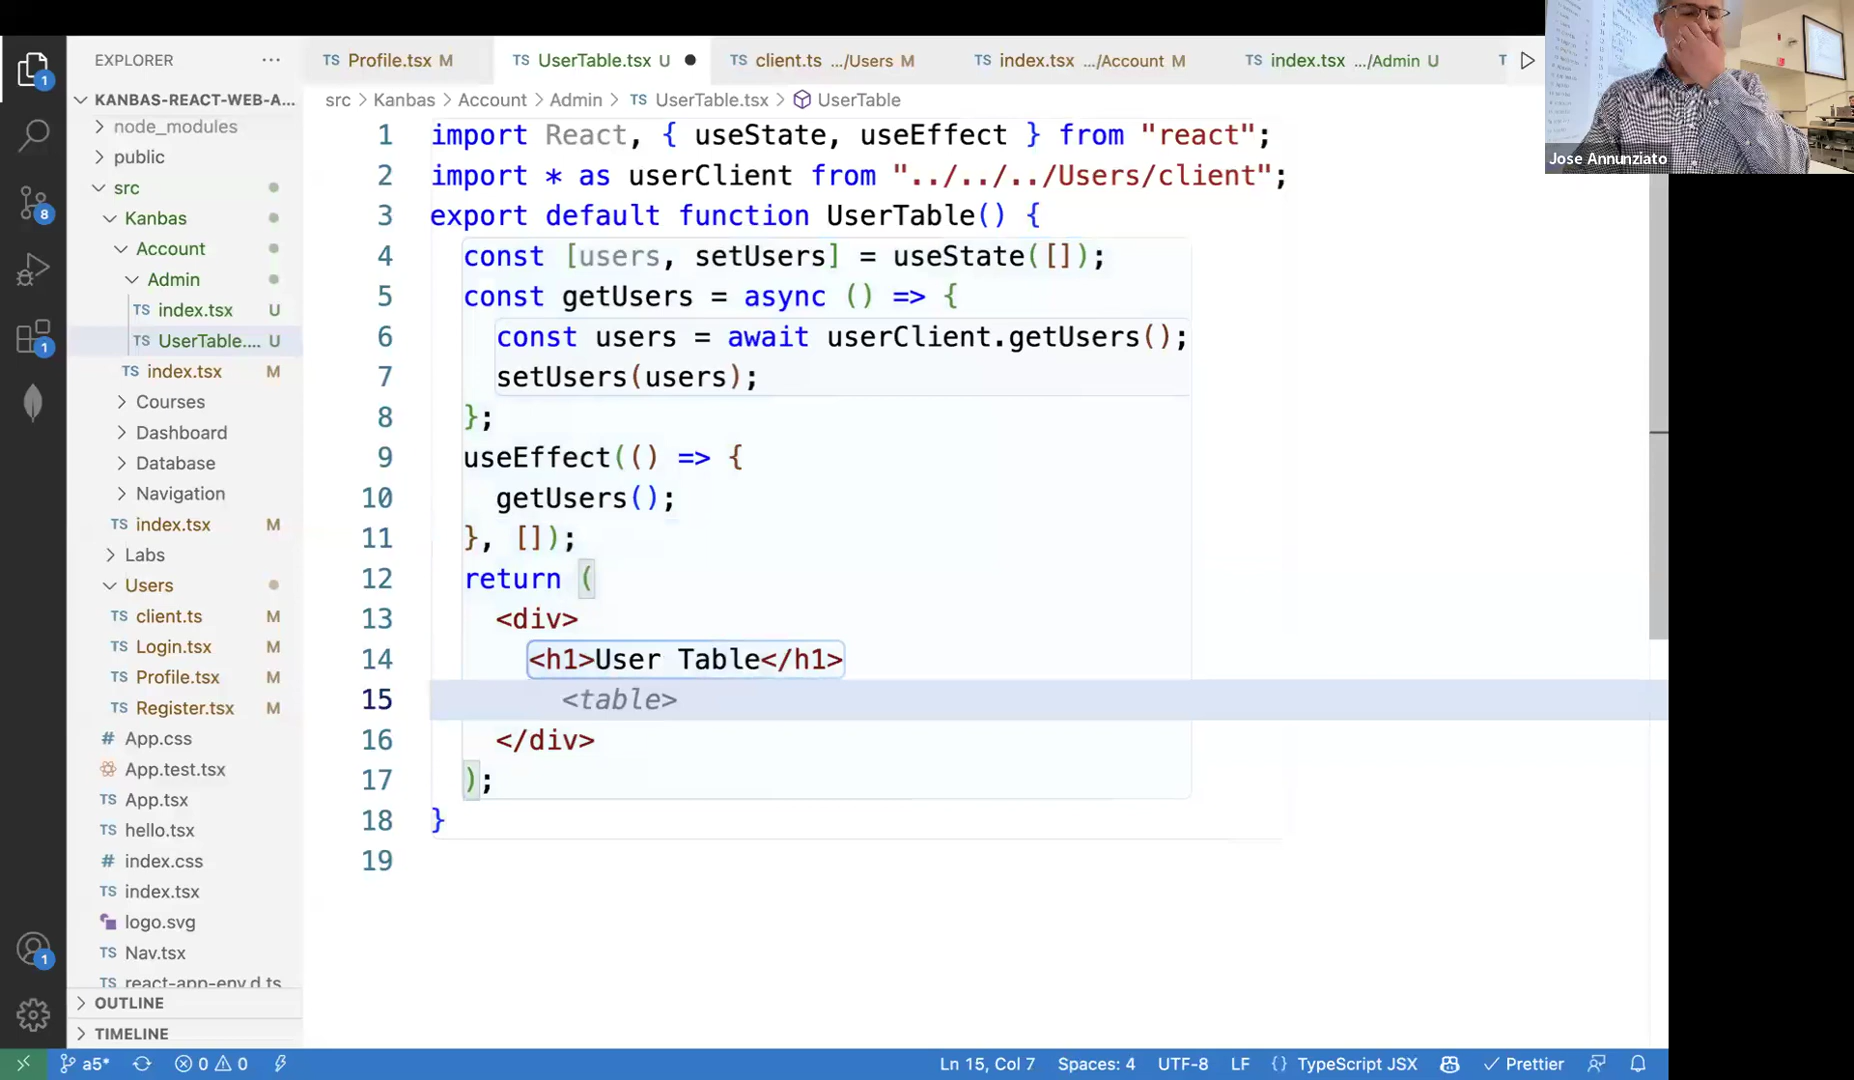 EXPLORER
Profile.tsx M
UserTable.tsx U
client.ts .../Users M
index.tsx .../Account M
index.tsx .../Admin U
Jose Annunziato
KANBAS-REACT-WEB-A...
src > Kanbas > Account > Admin > TS UserTable.tsx > UserTable
node_modules
public
src
Kanbas
Account
Admin
TS index.tsx U
TS UserTable.... U
TS index.tsx M
Courses
Dashboard
Database
Navigation
TS index.tsx M
Labs
Users
TS client.ts M
TS Login.tsx M
TS Profile.tsx M
TS Register.tsx M
# App.css
App.test.tsx
TS App.tsx
TS hello.tsx
# index.css
TS index.tsx
logo.svg
TS Nav.tsx
TS react-app-env.d.ts
OUTLINE
TIMELINE
1 import React, { useState, useEffect } from "react";
2 import * as userClient from "../../../Users/client";
3 export default function UserTable() {
4 const [users, setUsers] = useState([]);
5 const getUsers = async () => {
6 const users = await userClient.getUsers();
7 setUsers(users);
8 };
9 useEffect(() => {
10 getUsers();
11 }, []);
12 return (
13 <div>
14 <h1>User Table</h1>
15 <table>
16 </div>
17 );
18 }
19
a5* 0 0 Ln 15, Col 7 Spaces: 4 UTF-8 LF {} TypeScript JSX Prettier